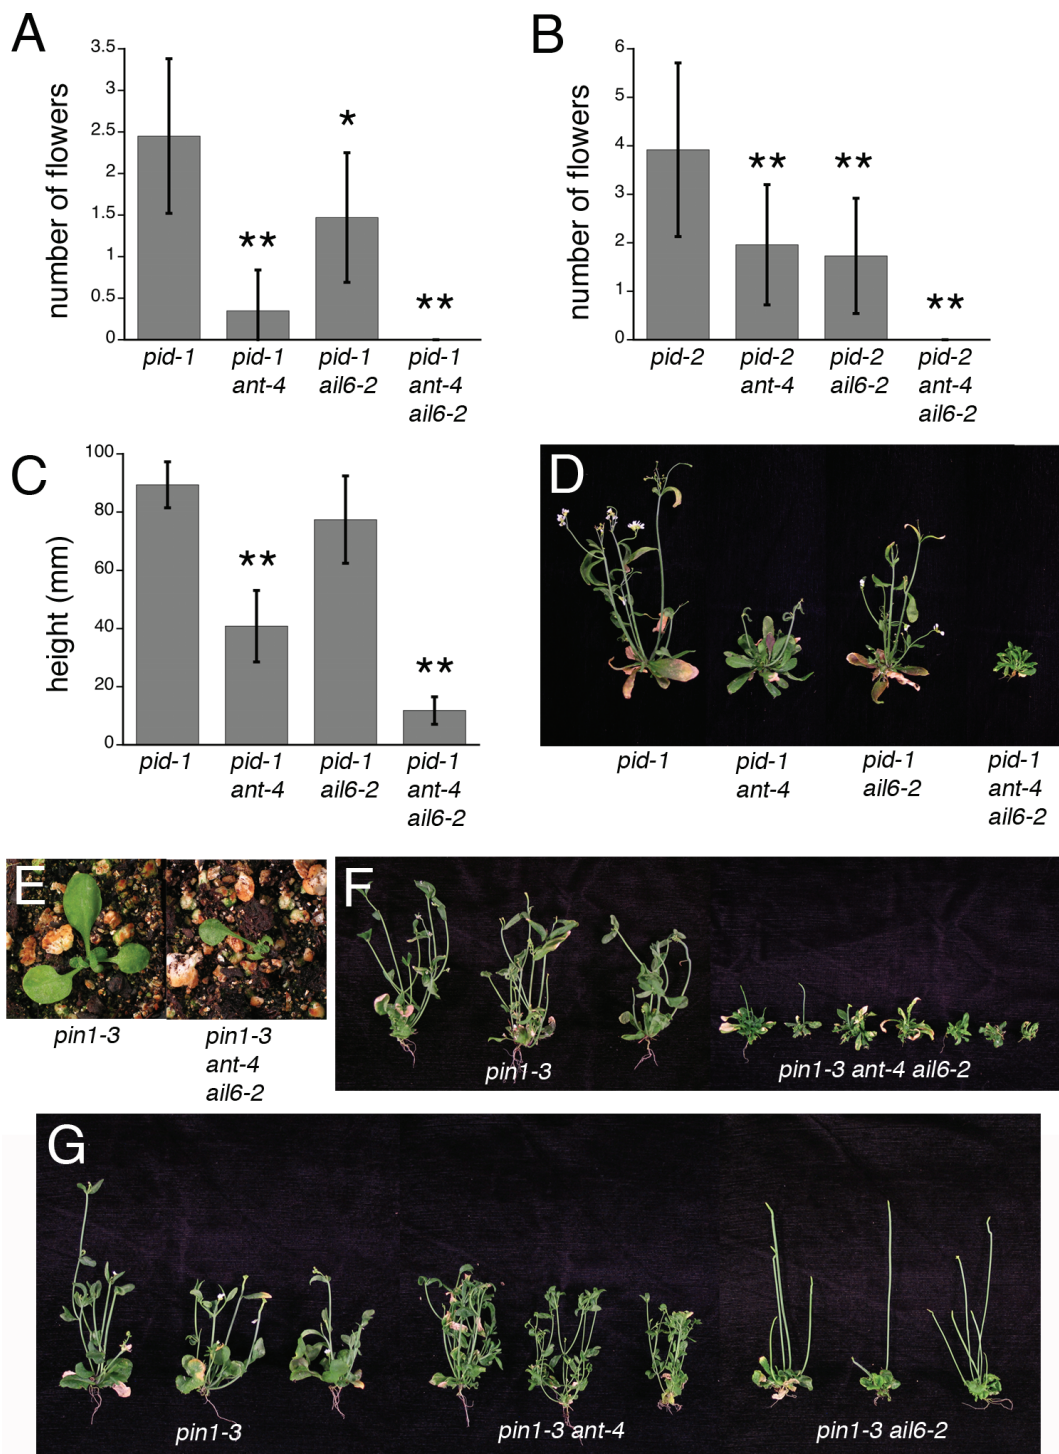 A
number of flowers
3.5
3
2.5
2
1.5
1
0.5
0
**
*
**
pid-1
pid-1
ant-4
pid-1
ail6-2
pid-1
ant-4
ail6-2
B
number of flowers
6
5
4
3
2
1
0
**
**
**
pid-2
pid-2
ant-4
pid-2
ail6-2
pid-2
ant-4
ail6-2
C
height (mm)
100
80
60
40
20
0
**
**
pid-1
pid-1
ant-4
pid-1
ail6-2
pid-1
ant-4
ail6-2
D
pid-1
pid-1
ant-4
pid-1
ail6-2
pid-1
ant-4
ail6-2
E
pin1-3
pin1-3
ant-4
ail6-2
F
pin1-3
pin1-3 ant-4 ail6-2
G
pin1-3
pin1-3 ant-4
pin1-3 ail6-2